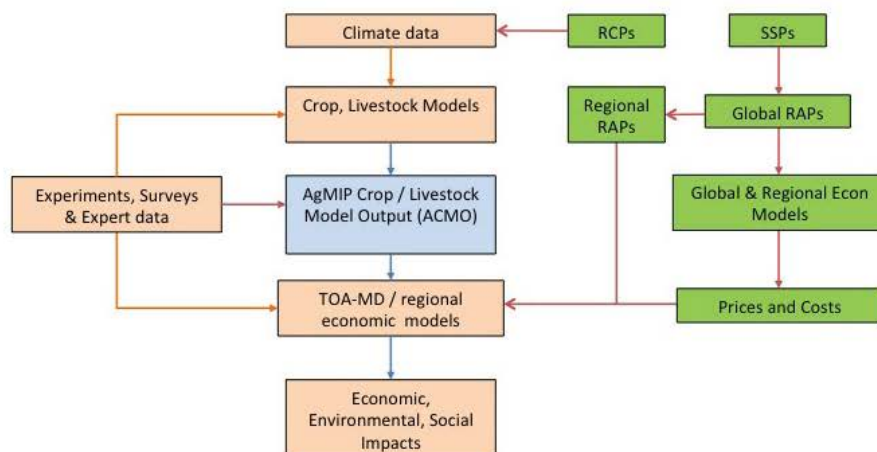 Climate data
RCPs
SSPs
Crop, Livestock Models
Regional
RAPs
Global RAPs
Experiments, Surveys
& Expert data
AgMIP Crop / Livestock
Model Output (ACMO)
Global & Regional Econ
Models
TOA-MD / regional
economic models
Prices and Costs
Economic,
Environmental, Social
Impacts